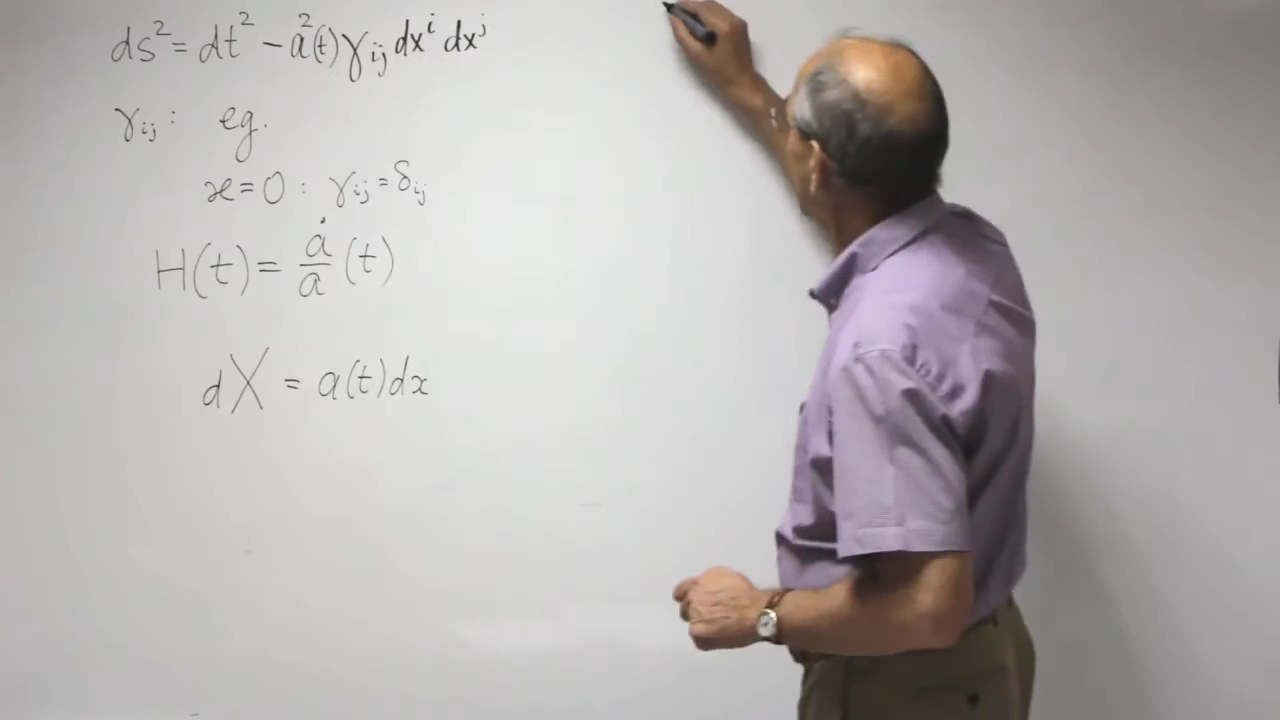 ds² = dt² − a²(t)γᵢⱼ dxⁱ dxʲ
γᵢⱼ : eg.
ϰ = 0 : γᵢⱼ = δᵢⱼ
H(t) = ȧ/a (t)
dX = a(t)dx